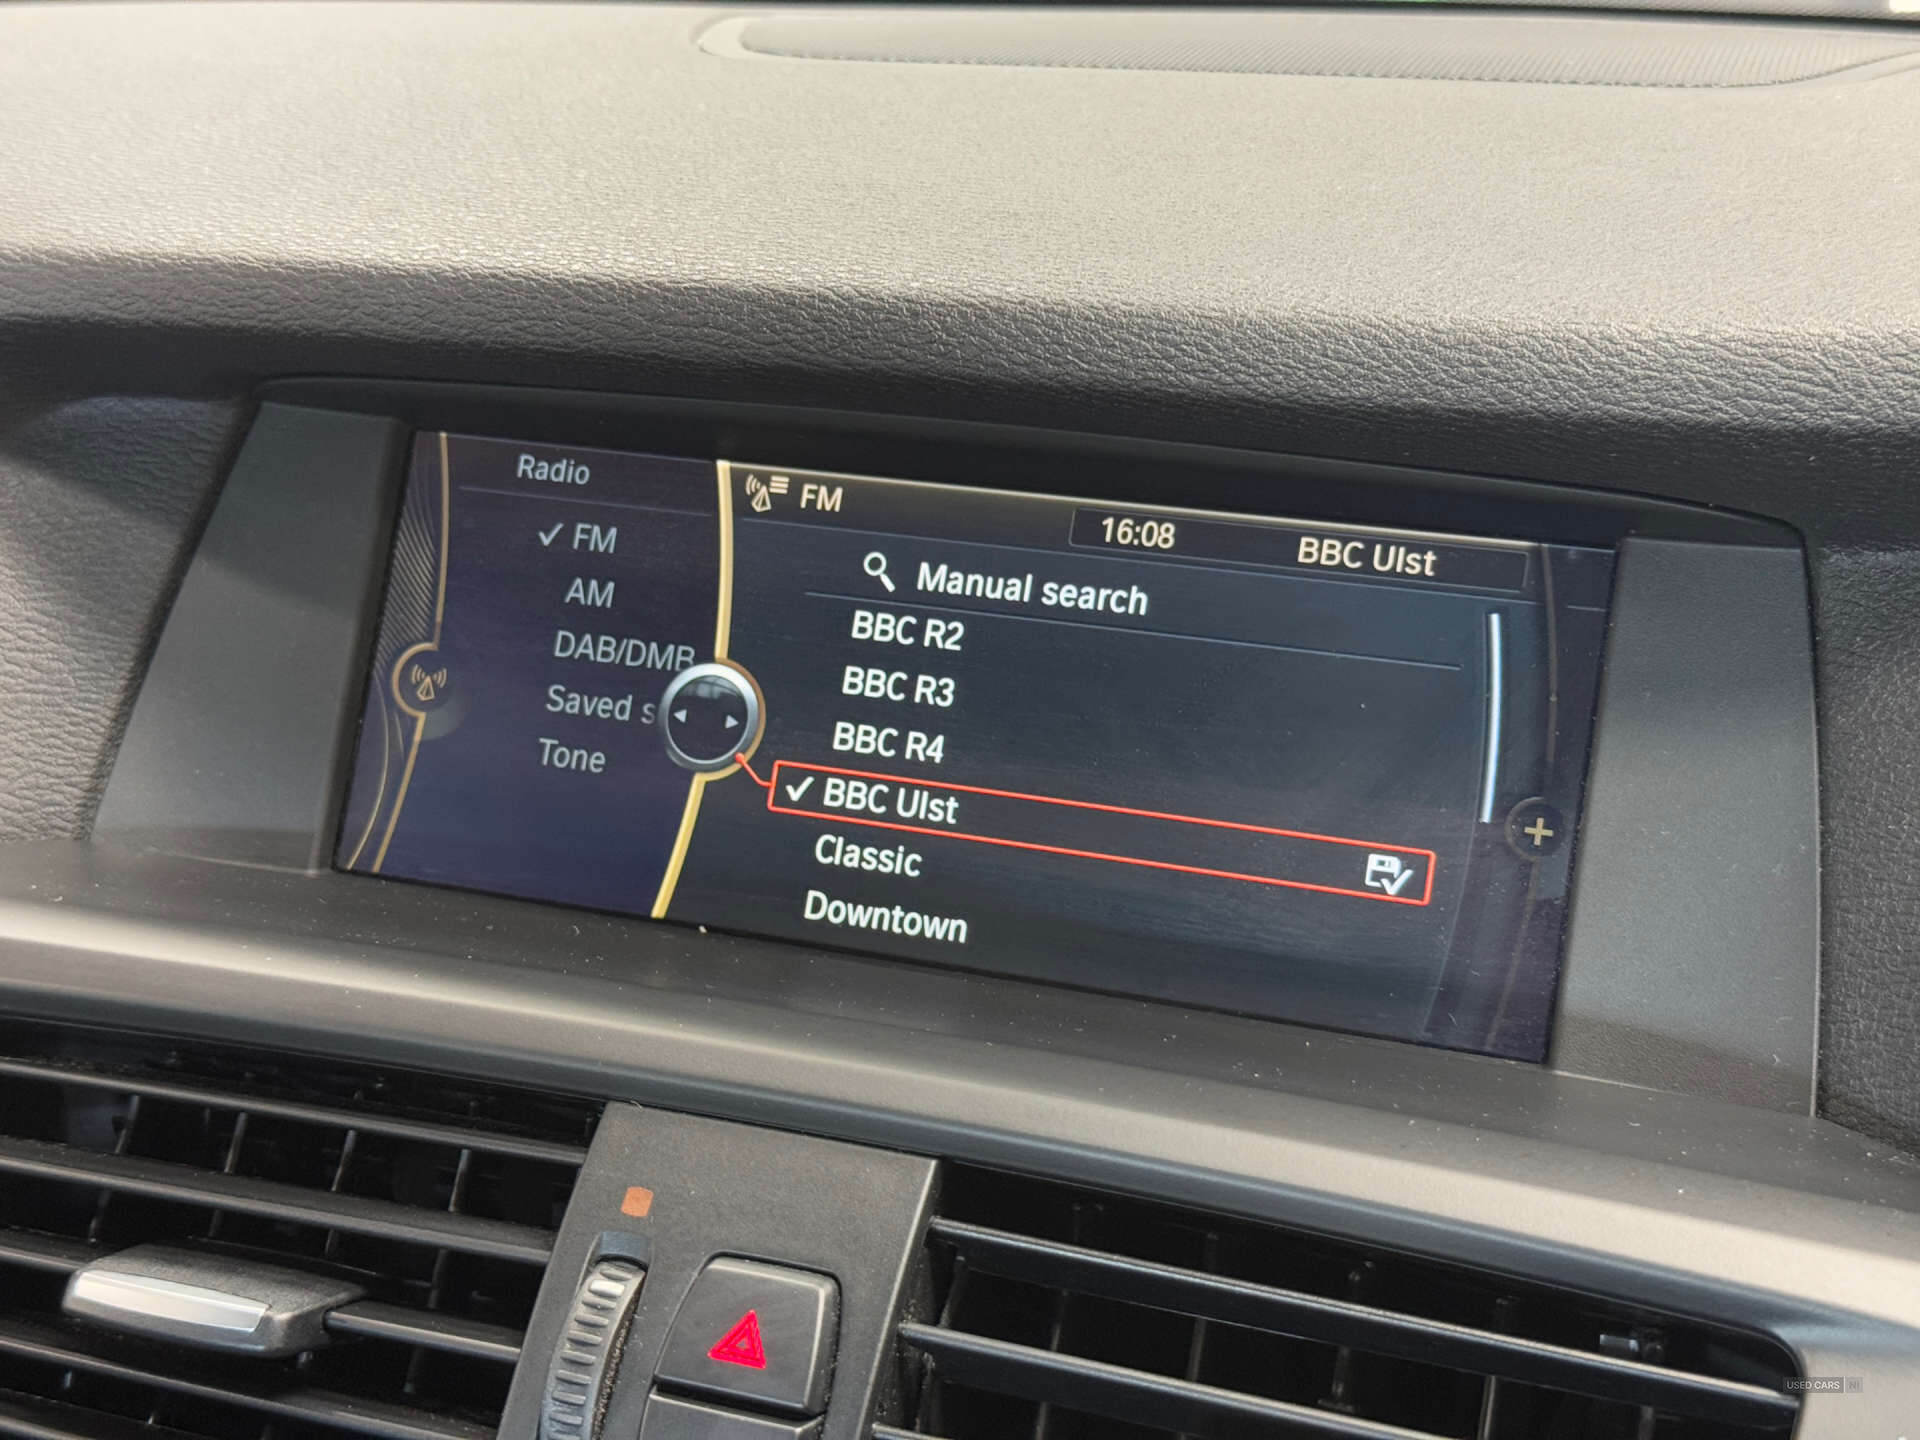 Radio
FM
AM
DAB/DMB
Saved s
Tone
FM
16:08
BBC Ulst
Manual search
BBC R2
BBC R3
BBC R4
BBC Ulst
Classic
Downtown
USED CARS NI